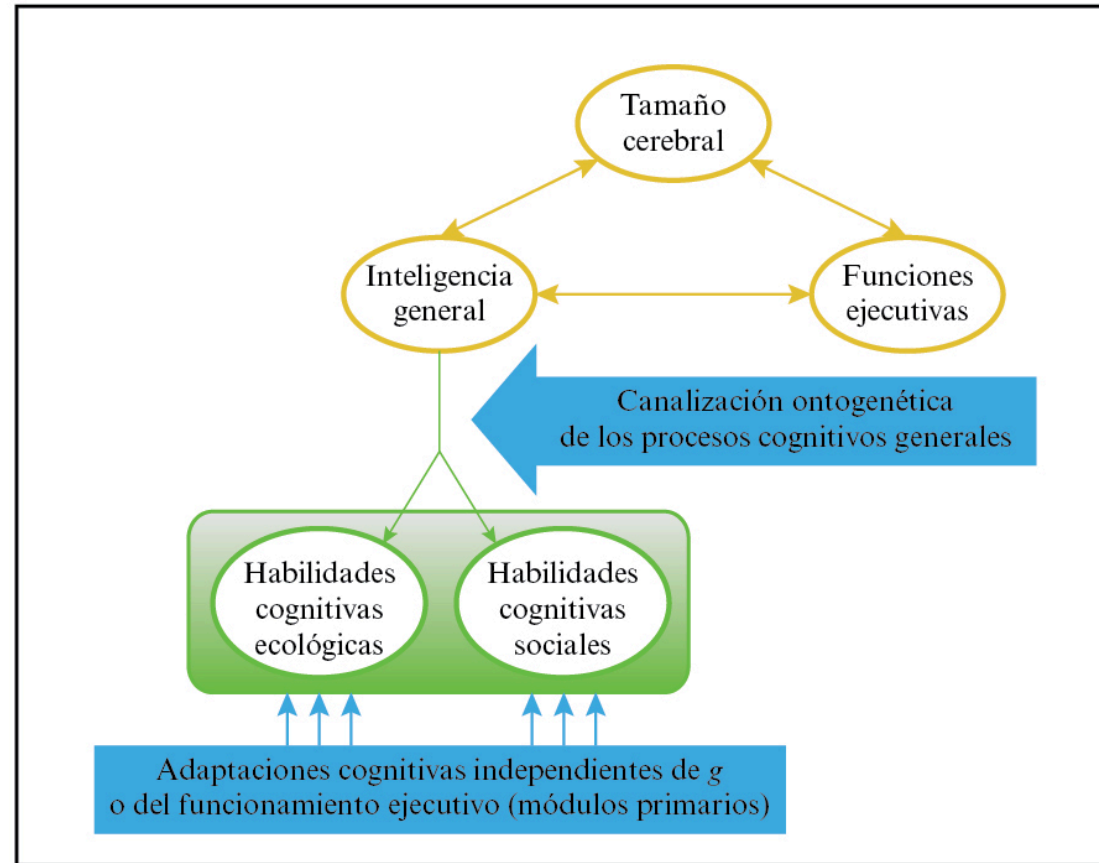 Tamaño
cerebral
Inteligencia
general
Funciones
ejecutivas
Canalización ontogenética
de los procesos cognitivos generales
Habilidades
cognitivas
ecológicas
Habilidades
cognitivas
sociales
Adaptaciones cognitivas independientes de g
o del funcionamiento ejecutivo (módulos primarios)